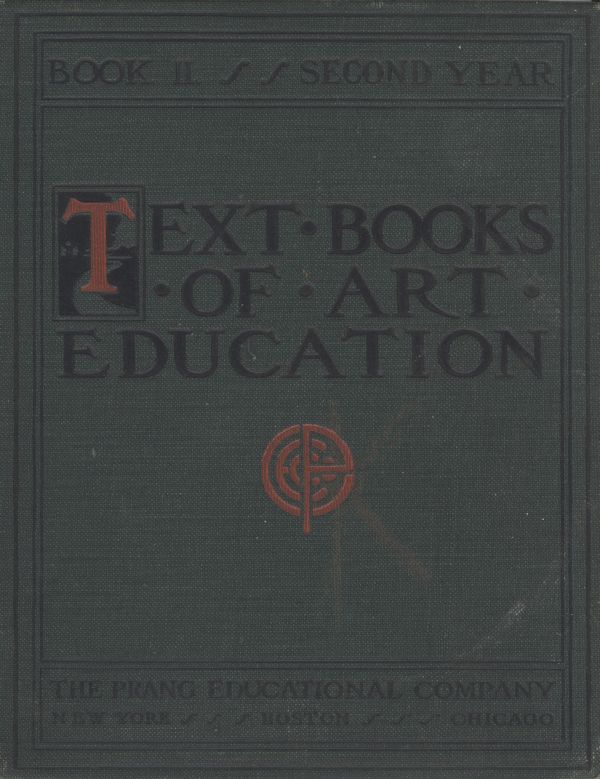 BOOK II. SECOND YEAR
TEXT·BOOKS
·OF·ART·
EDUCATION
THE PRANG EDUCATIONAL COMPANY
NEW YORK BOSTON CHICAGO